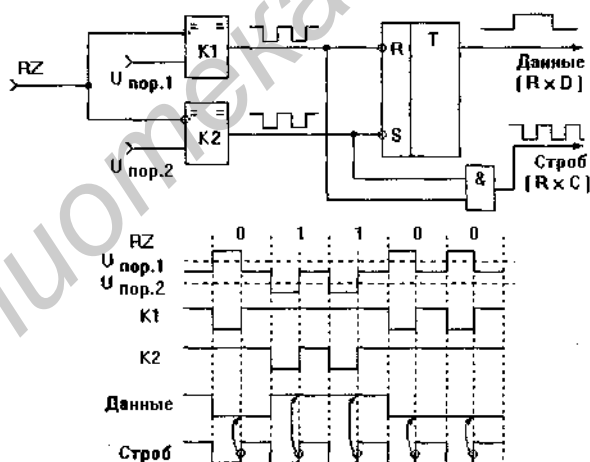 RZ
U пор.1
K1
U пор.2
K2
R
T
S
&
Данные
(R x D)
Строб
(R x C)
0 1 1 0 0
RZ
U пор.1
U пор.2
K1
K2
Данные
Строб